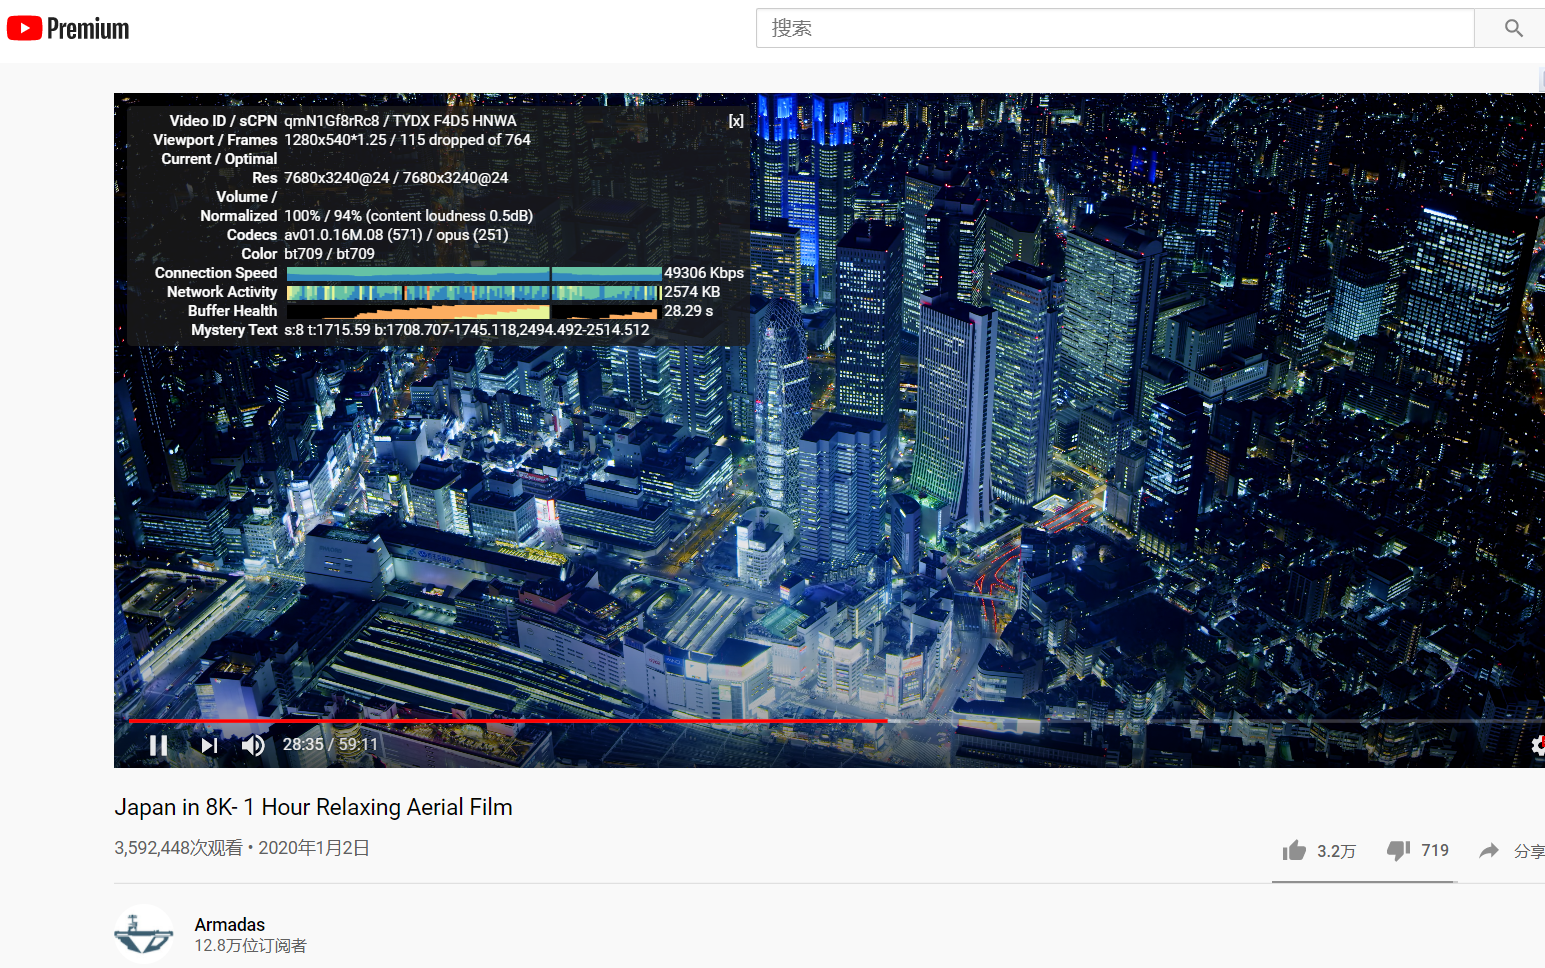 Premium
搜索
Video ID / sCPN qmN1Gf8rRc8 / TYDX F4D5 HNWA [x]
Viewport / Frames 1280x540*1.25 / 115 dropped of 764
Current / Optimal
Res 7680x3240@24 / 7680x3240@24
Volume /
Normalized 100% / 94% (content loudness 0.5dB)
Codecs av01.0.16M.08 (571) / opus (251)
Color bt709 / bt709
Connection Speed 49306 Kbps
Network Activity 2574 KB
Buffer Health 28.29 s
Mystery Text s:8 t:1715.59 b:1708.707-1745.118,2494.492-2514.512
28:35 / 59:11
Japan in 8K- 1 Hour Relaxing Aerial Film
3,592,448次观看 • 2020年1月2日
3.2万 719 分享
Armadas
12.8万位订阅者